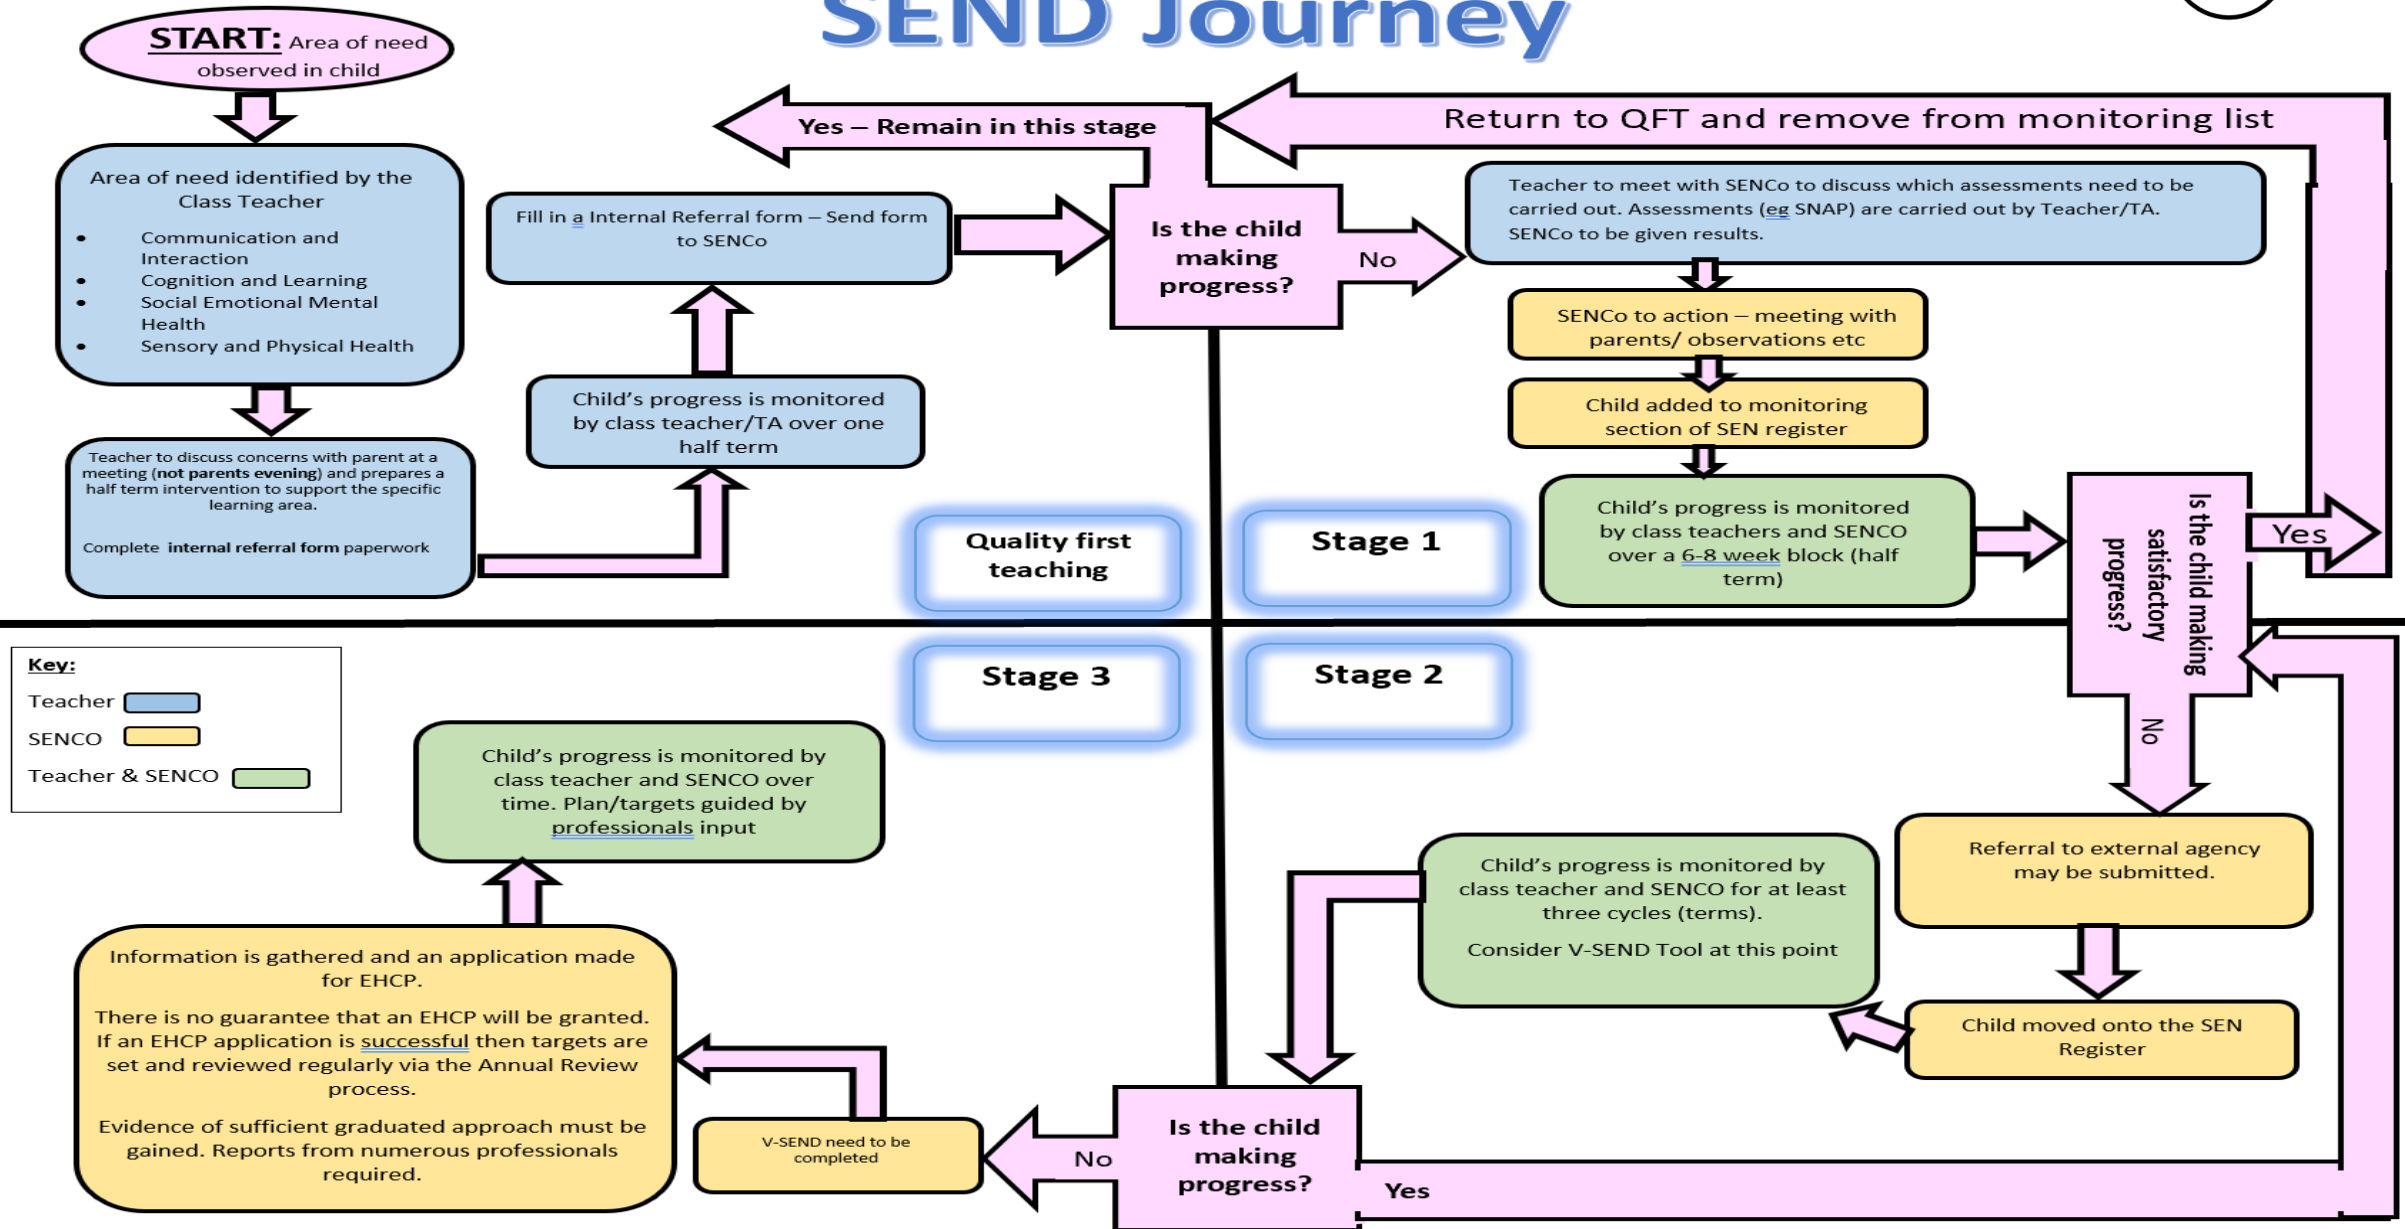 SEND Journey
START: Area of need
observed in child
Area of need identified by the
Class Teacher
• Communication and
Interaction
• Cognition and Learning
• Social Emotional Mental
Health
• Sensory and Physical Health
Teacher to discuss concerns with parent at a
meeting (not parents evening) and prepares a
half term intervention to support the specific
learning area.
Complete internal referral form paperwork
Child's progress is monitored
by class teacher/TA over one
half term
Fill in a Internal Referral form – Send form
to SENCo
Is the child
making
progress?
Yes – Remain in this stage
No
Return to QFT and remove from monitoring list
Teacher to meet with SENCo to discuss which assessments need to be
carried out. Assessments (eg SNAP) are carried out by Teacher/TA.
SENCo to be given results.
SENCo to action – meeting with
parents/ observations etc
Child added to monitoring
section of SEN register
Child's progress is monitored
by class teachers and SENCO
over a 6-8 week block (half
term)
Is the child making
satisfactory
progress?
Yes
No
Quality first
teaching
Stage 1
Stage 3
Stage 2
Key:
Teacher
SENCO
Teacher & SENCO
Referral to external agency
may be submitted.
Child moved onto the SEN
Register
Child's progress is monitored by
class teacher and SENCO for at least
three cycles (terms).
Consider V-SEND Tool at this point
Is the child
making
progress?
Yes
No
V-SEND need to be
completed
Information is gathered and an application made
for EHCP.
There is no guarantee that an EHCP will be granted.
If an EHCP application is successful then targets are
set and reviewed regularly via the Annual Review
process.
Evidence of sufficient graduated approach must be
gained. Reports from numerous professionals
required.
Child's progress is monitored by
class teacher and SENCO over
time. Plan/targets guided by
professionals input